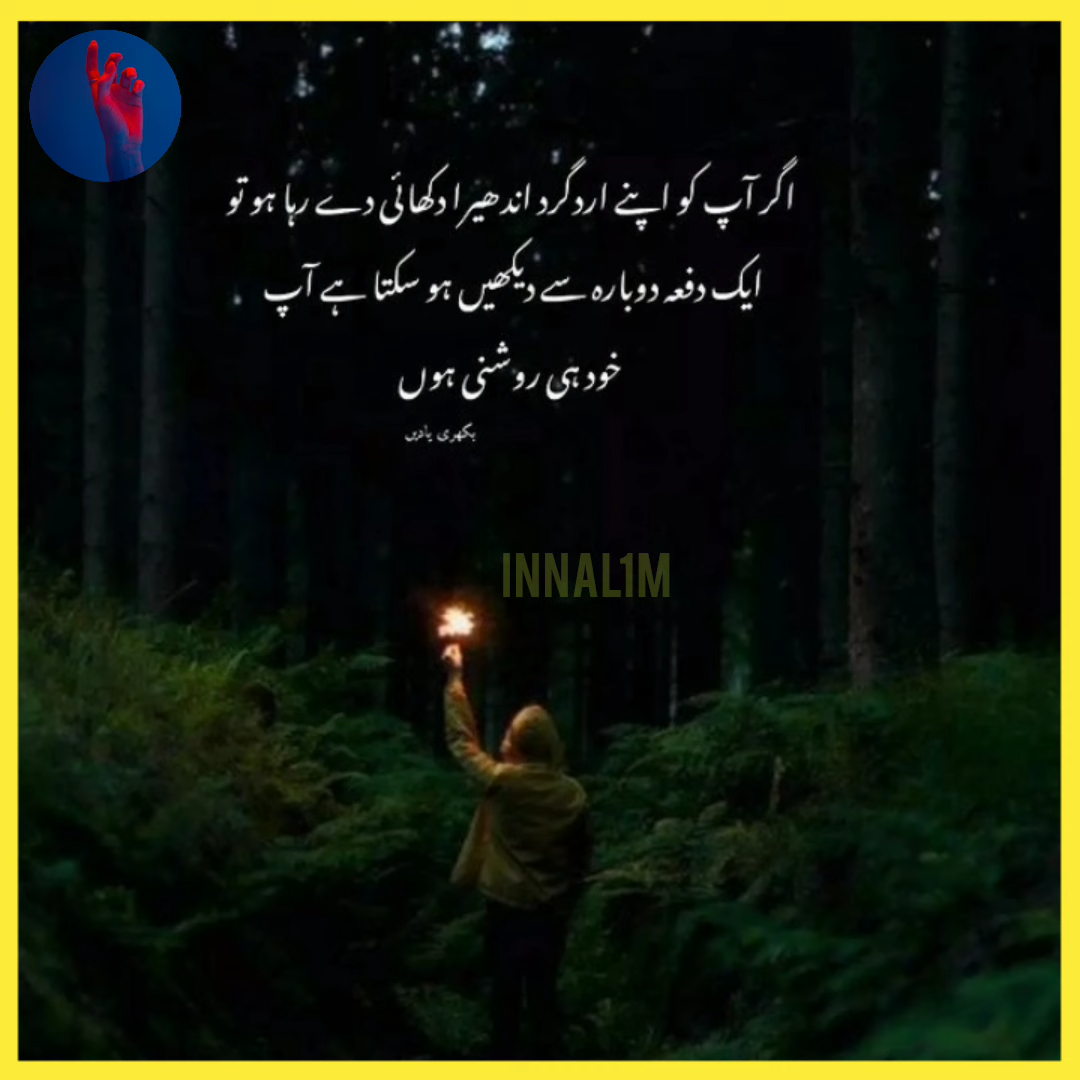 اگر آپ کو اپنے اردگرد اندھیرا دکھائی دے رہا ہو تو
ایک دفعہ دوبارہ سے دیکھیں ہو سکتا ہے آپ
خود ہی روشنی ہوں
بکھری یادیں
INNAL1M